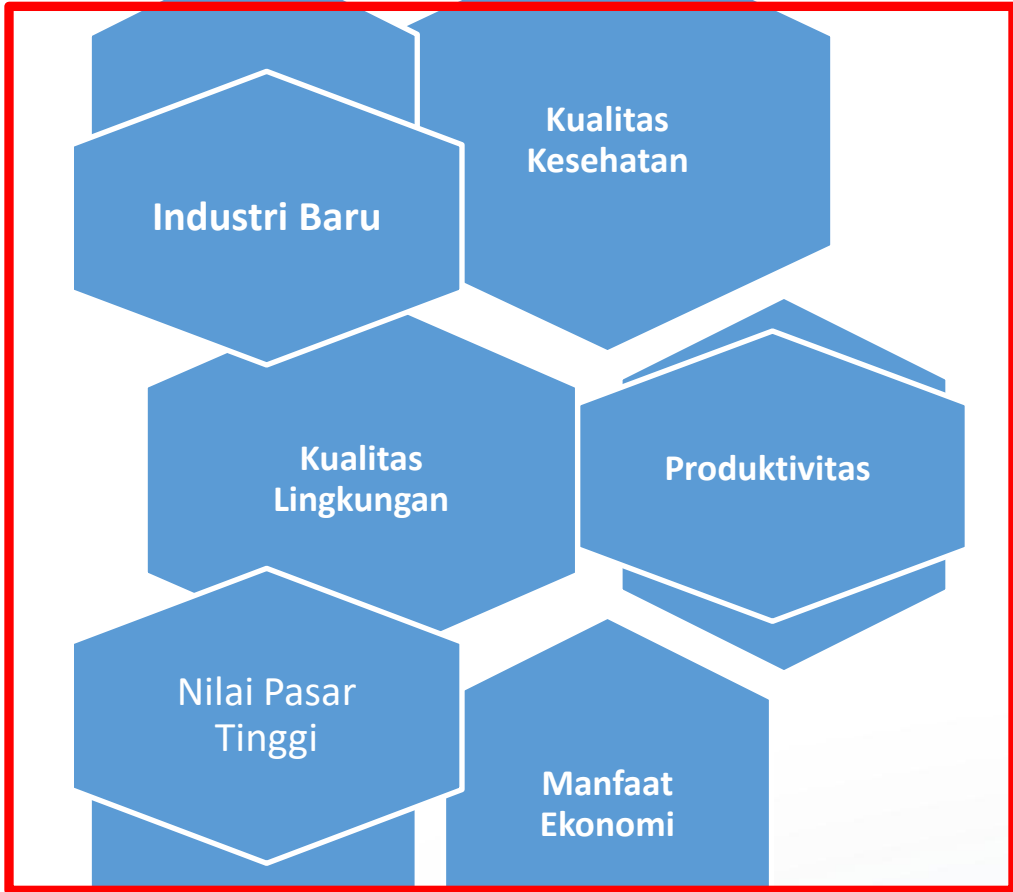 Kualitas
Kesehatan
Industri Baru
Kualitas
Lingkungan
Produktivitas
Nilai Pasar
Tinggi
Manfaat
Ekonomi